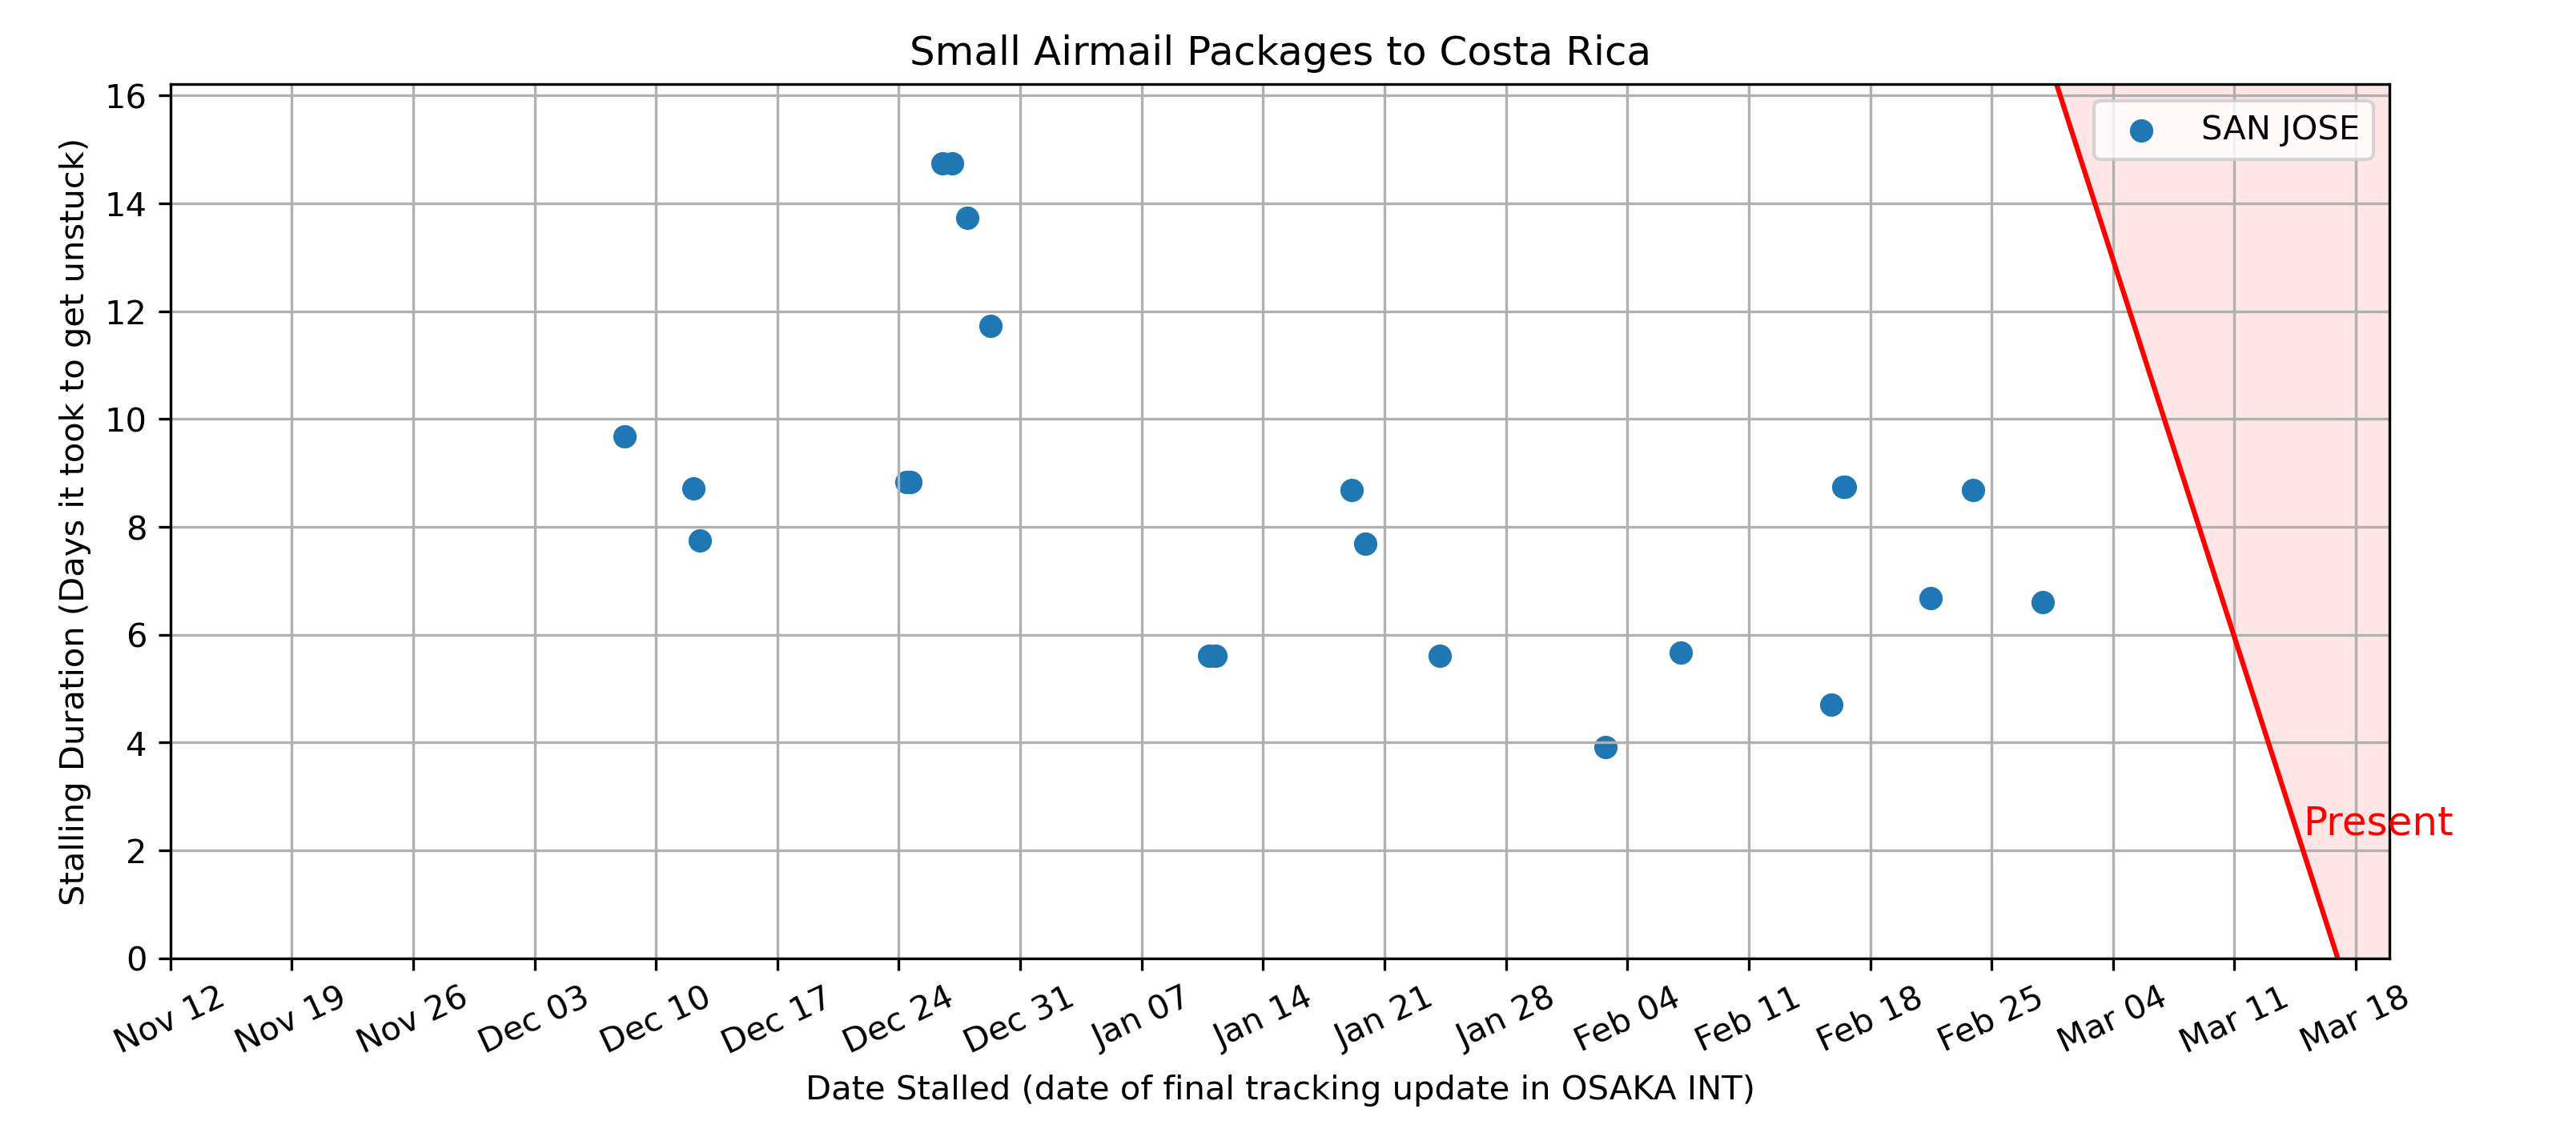 Small Airmail Packages to Costa Rica
SAN JOSE
Stalling Duration (Days it took to get unstuck)
16
14
12
10
8
6
4
2
0
Present
Nov 12
Nov 19
Nov 26
Dec 03
Dec 10
Dec 17
Dec 24
Dec 31
Jan 07
Jan 14
Jan 21
Jan 28
Feb 04
Feb 11
Feb 18
Feb 25
Mar 04
Mar 11
Mar 18
Date Stalled (date of final tracking update in OSAKA INT)